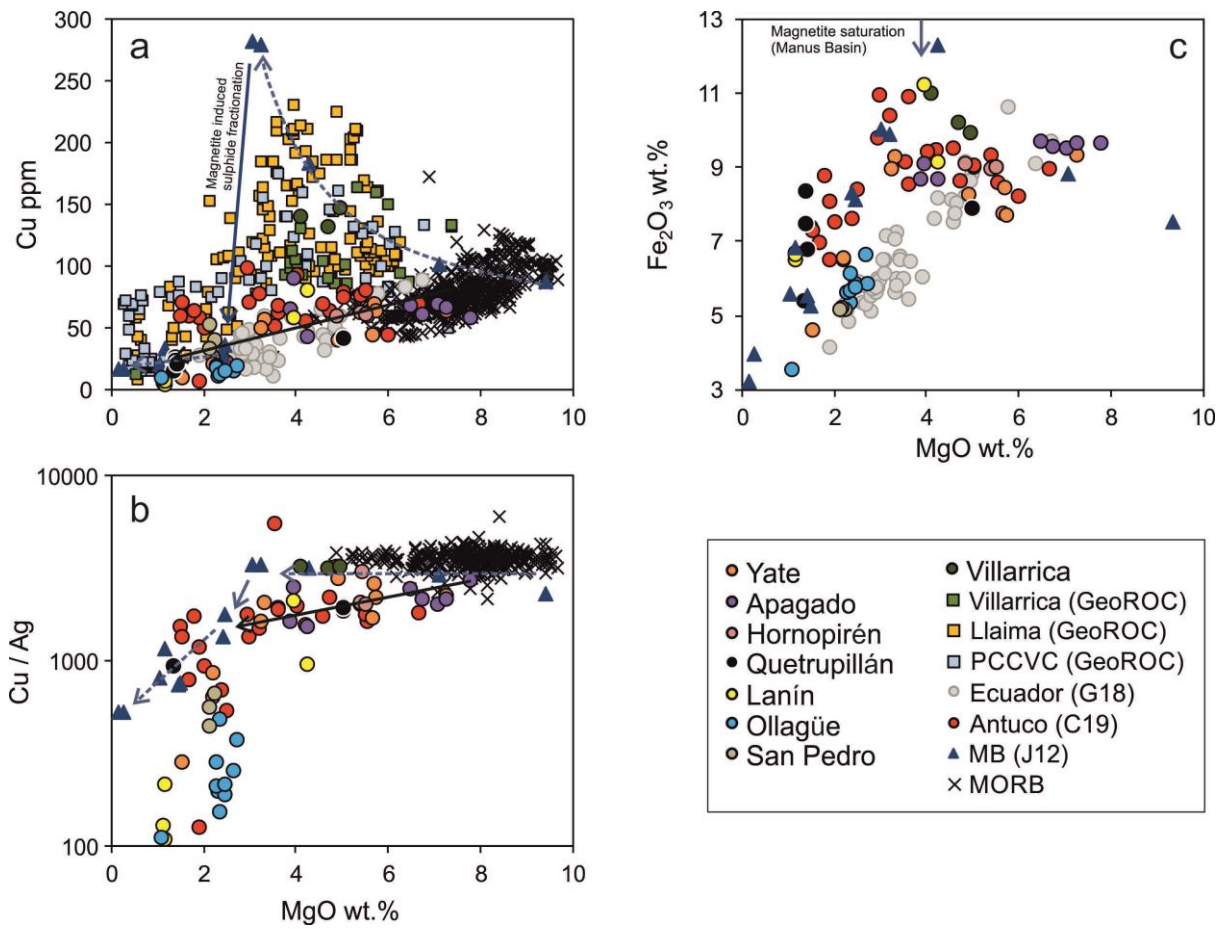 a
300
250
200
150
100
50
0
Cu ppm
Magnetite induced
sulphide fractionation
0 2 4 6 8 10
c
Magnetite saturation
(Manus Basin)
13
11
9
7
5
3
Fe2O3 wt.%
0 2 4 6 8 10
MgO wt.%
b
10000
1000
100
Cu / Ag
0 2 4 6 8 10
MgO wt.%
Yate
Apagado
Hornopirén
Quetrupillán
Lanín
Ollagüe
San Pedro
Villarrica
Villarrica (GeoROC)
Llaima (GeoROC)
PCCVC (GeoROC)
Ecuador (G18)
Antuco (C19)
MB (J12)
MORB